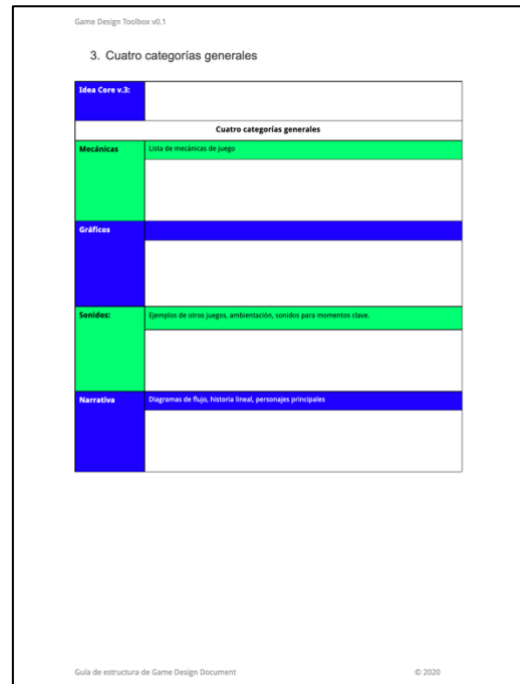 Game Design Toolbox v0.1
3. Cuatro categorías generales
Idea Core v.3:
Cuatro categorías generales
Mecánicas
Lista de mecánicas de juego
Gráficos
Sonidos:
Ejemplos de otros juegos, ambientación, sonidos para momentos clave.
Narrativa
Diagramas de flujo, historia lineal, personajes principales
Guía de estructura de Game Design Document
© 2020